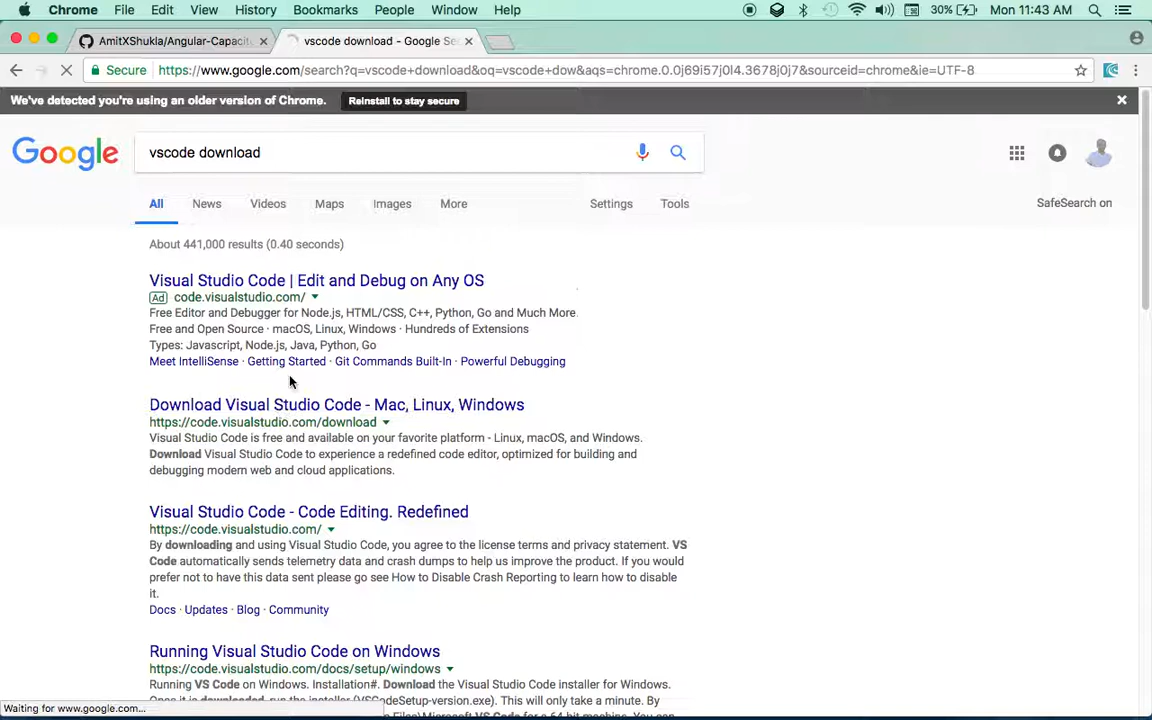 Chrome File Edit View History Bookmarks People Window Help 30% Mon 11:43 AM
AmitXShukla/Angular-Capacit vscode download - Google Se
Secure https://www.google.com/search?q=vscode+download&oq=vscode+dow&aqs=chrome.0.0j69i57j0l4.3678j0j7&sourceid=chrome&ie=UTF-8
We've detected you're using an older version of Chrome. Reinstall to stay secure
Google vscode download
All News Videos Maps Images More Settings Tools SafeSearch on
About 441,000 results (0.40 seconds)
Visual Studio Code | Edit and Debug on Any OS
Ad code.visualstudio.com/
Free Editor and Debugger for Node.js, HTML/CSS, C++, Python, Go and Much More.
Free and Open Source · macOS, Linux, Windows · Hundreds of Extensions
Types: Javascript, Node.js, Java, Python, Go
Meet IntelliSense · Getting Started · Git Commands Built-In · Powerful Debugging
Download Visual Studio Code - Mac, Linux, Windows
https://code.visualstudio.com/download
Visual Studio Code is free and available on your favorite platform - Linux, macOS, and Windows.
Download Visual Studio Code to experience a redefined code editor, optimized for building and
debugging modern web and cloud applications.
Visual Studio Code - Code Editing. Redefined
https://code.visualstudio.com/
By downloading and using Visual Studio Code, you agree to the license terms and privacy statement. VS
Code automatically sends telemetry data and crash dumps to help us improve the product. If you would
prefer not to have this data sent please go see How to Disable Crash Reporting to learn how to disable
it.
Docs · Updates · Blog · Community
Running Visual Studio Code on Windows
https://code.visualstudio.com/docs/setup/windows
Running VS Code on Windows. Installation#. Download the Visual Studio Code installer for Windows.
Once it is downloaded, run the installer (VSCodeSetup-version.exe). This will only take a minute. By
Waiting for www.google.com...